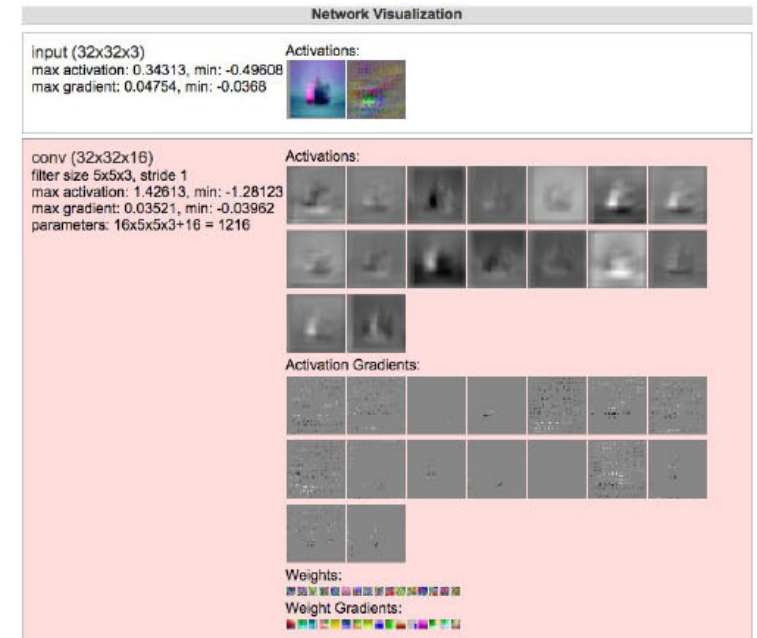 Network Visualization
input (32x32x3)
max activation: 0.34313, min: -0.49608
max gradient: 0.04754, min: -0.0368
Activations:
conv (32x32x16)
filter size 5x5x3, stride 1
max activation: 1.42613, min: -1.28123
max gradient: 0.03521, min: -0.03962
parameters: 16x5x5x3+16 = 1216
Activations:
Activation Gradients:
Weights:
Weight Gradients: